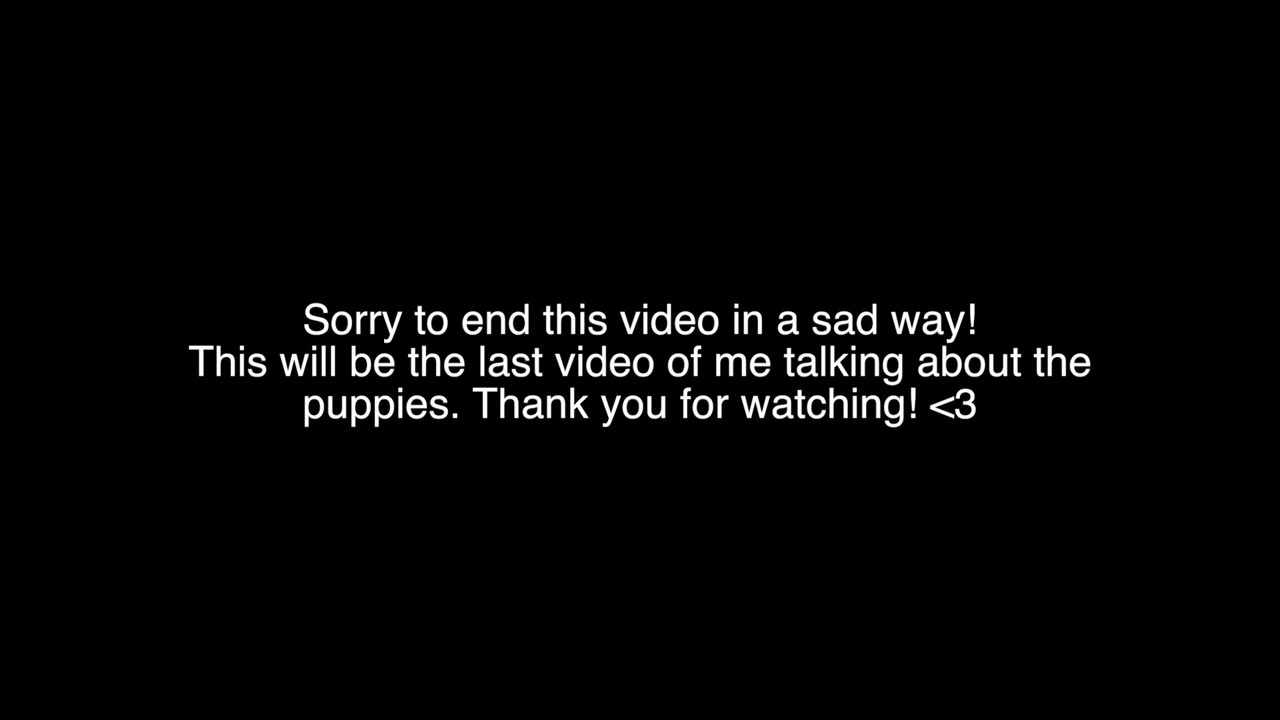 Sorry to end this video in a sad way!
This will be the last video of me talking about the
puppies. Thank you for watching! <3